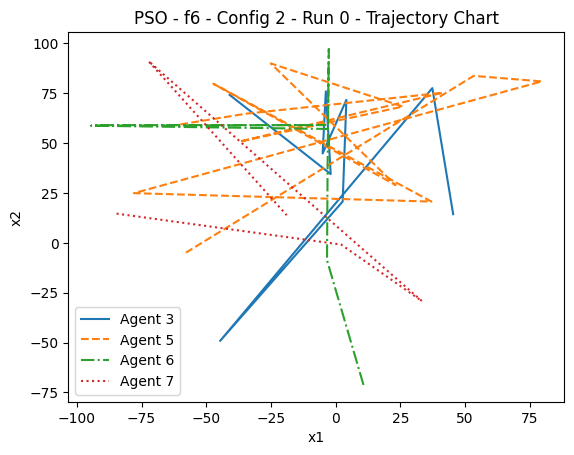 PSO - f6 - Config 2 - Run 0 - Trajectory Chart
100
75
50
25
0
−25
−50
−75
x2
Agent 3
Agent 5
Agent 6
Agent 7
−100 −75 −50 −25 0 25 50 75
x1